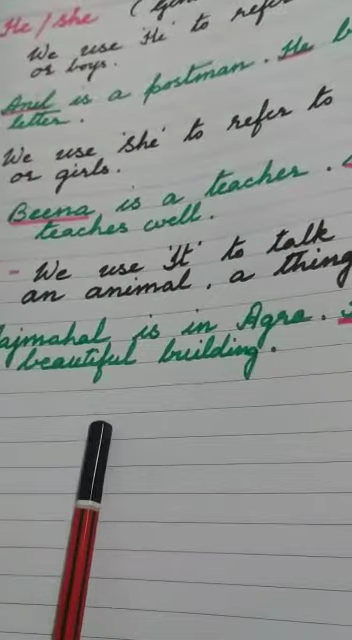 He / she
We use 'He' to refer
or boys.
Anil is a postman. He
letter.
We use 'she' to refer to
or girls.
Beena is a teacher.
teaches well.
- We use 'It' to talk
an animal, a thing
ajmahal is in Agra.
beautiful building.